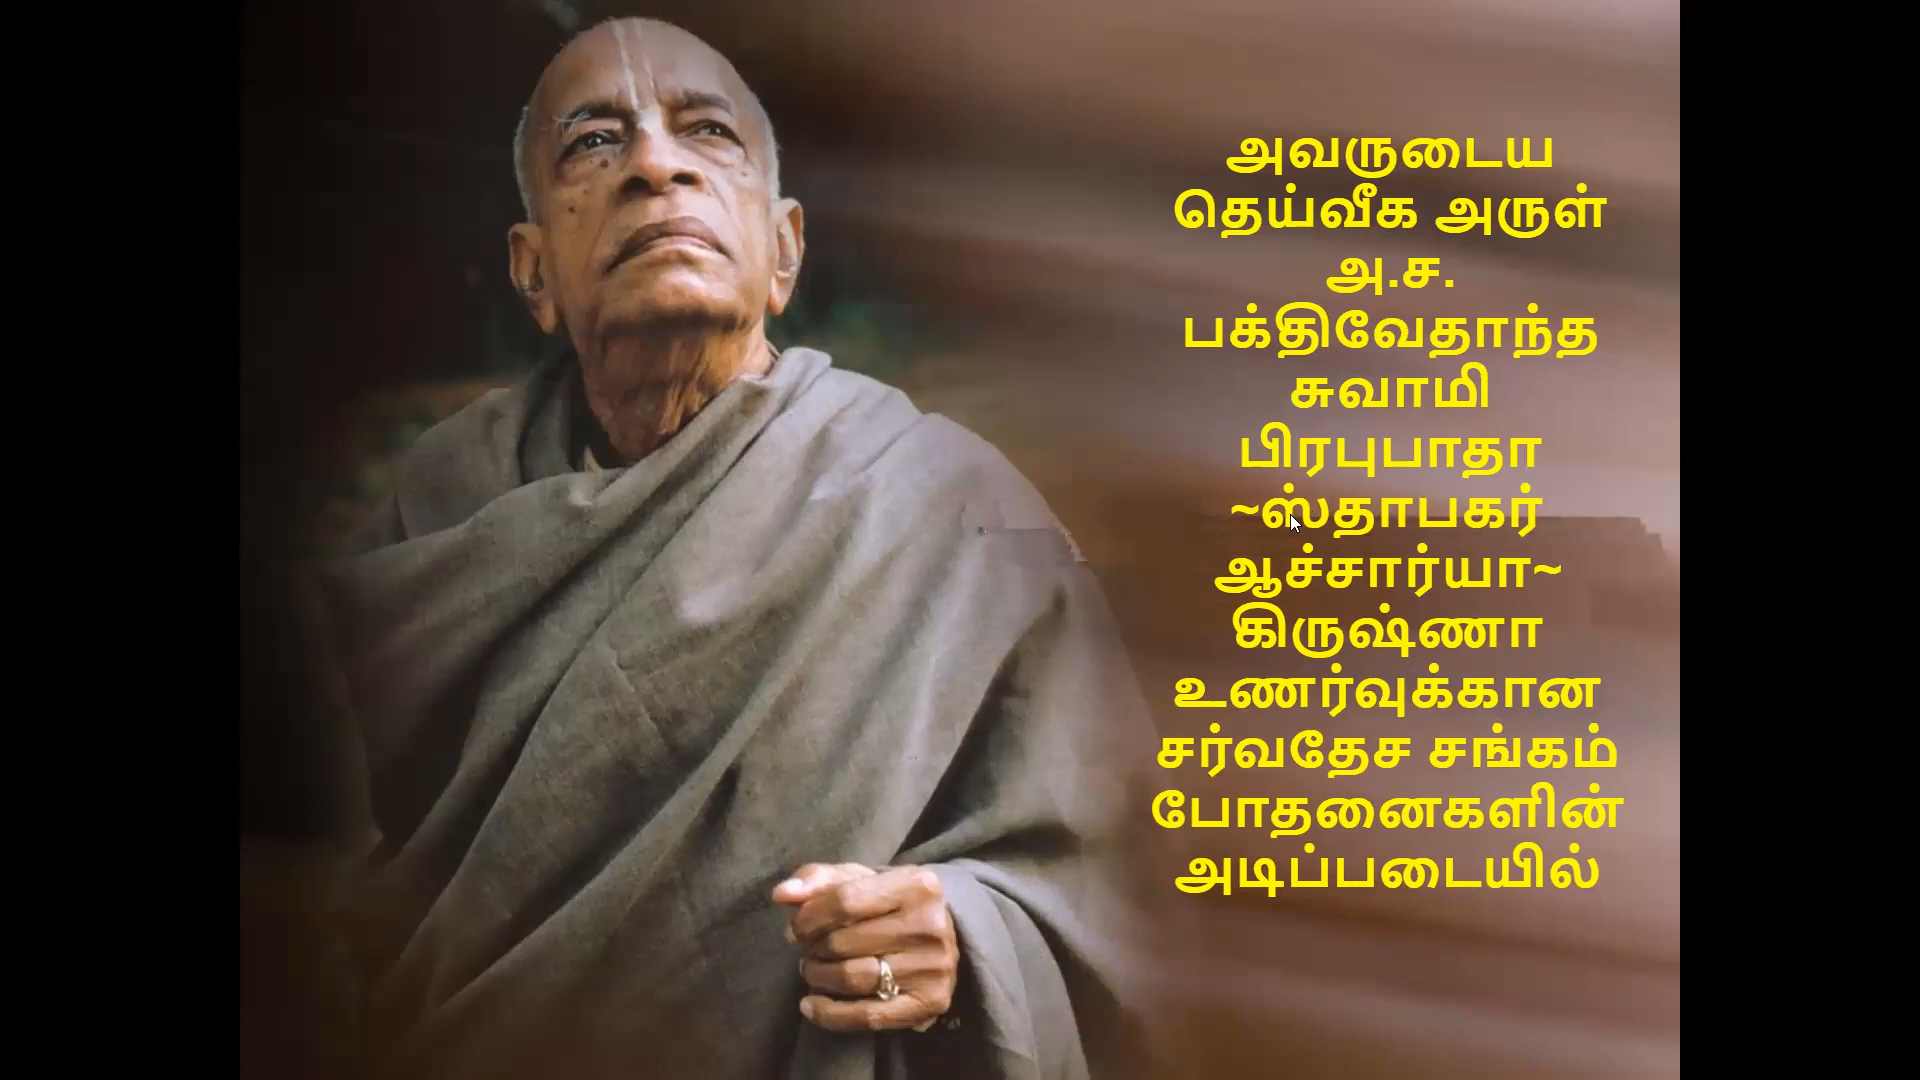 அவருடைய
தெய்வீக அருள்
அ.ச.
பக்திவேதாந்த
சுவாமி
பிரபுபாதா
~ஸ்தாபகர்
ஆச்சார்யா~
கிருஷ்ணா
உணர்வுக்கான
சர்வதேச சங்கம்
போதனைகளின்
அடிப்படையில்